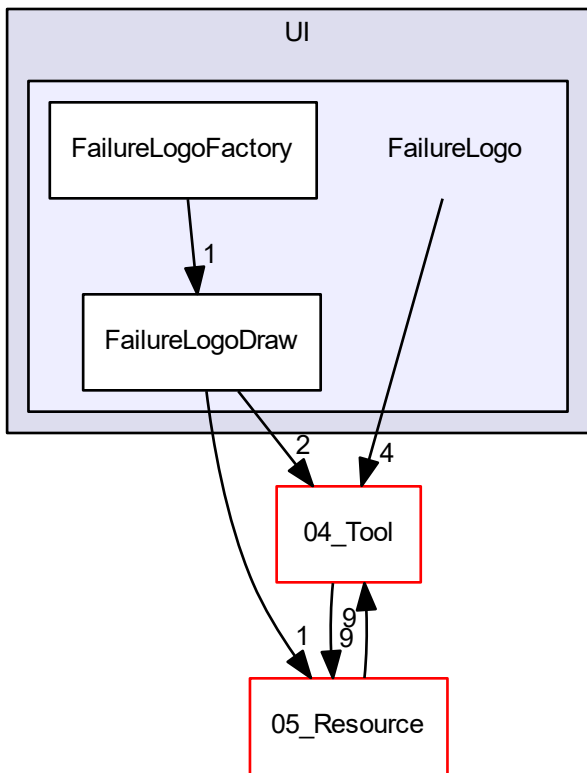 UI
FailureLogoFactory
FailureLogo
1
FailureLogoDraw
2
4
04_Tool
9
1
9
05_Resource